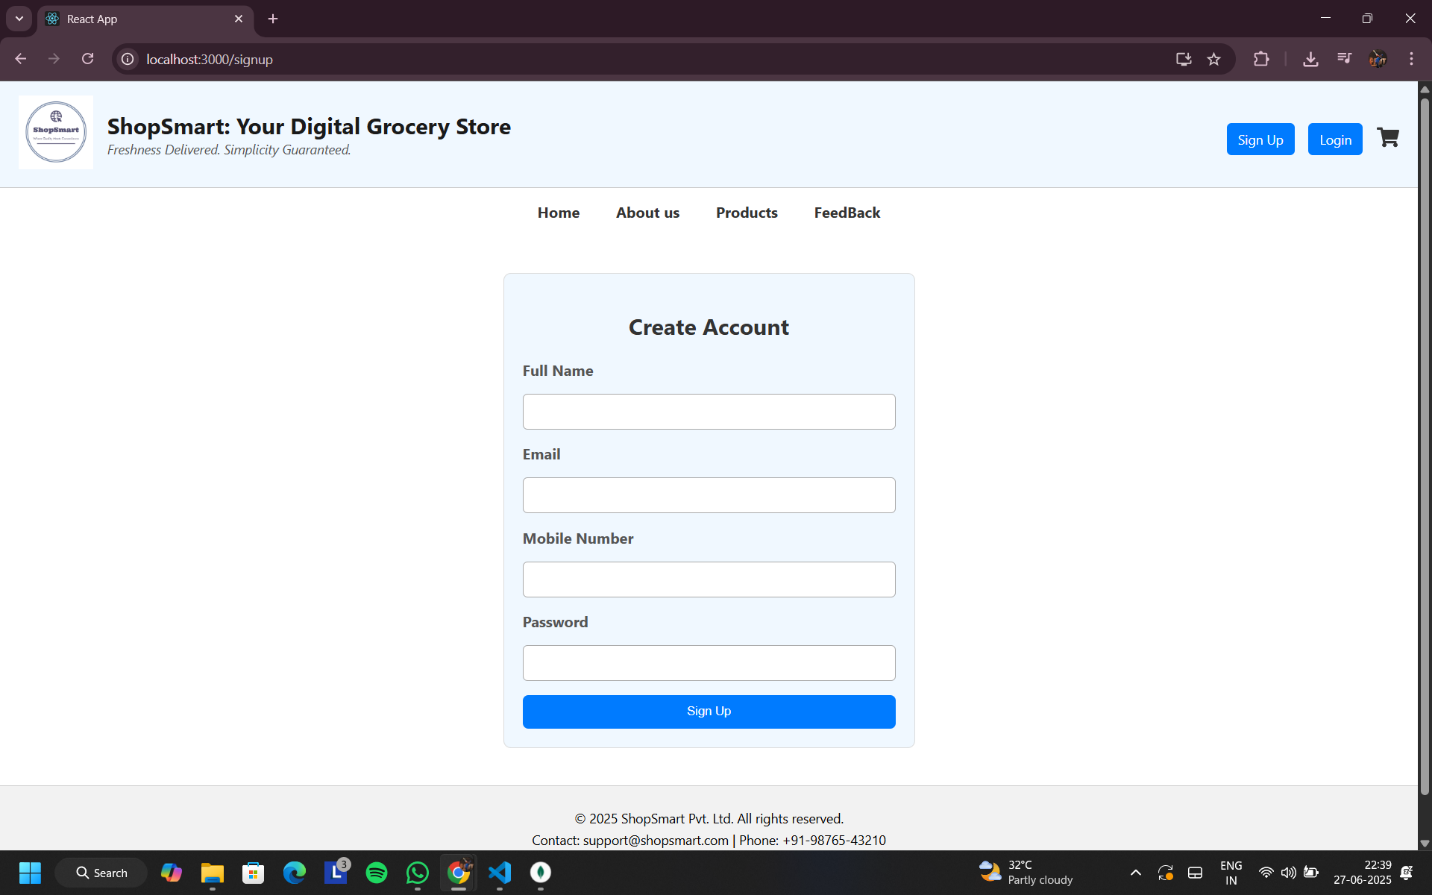 React App
localhost:3000/signup
ShopSmart
ShopSmart: Your Digital Grocery Store
Freshness Delivered. Simplicity Guaranteed.
Sign Up
Login
Home
About us
Products
FeedBack
Create Account
Full Name
Email
Mobile Number
Password
Sign Up
© 2025 ShopSmart Pvt. Ltd. All rights reserved.
Contact: support@shopsmart.com | Phone: +91-98765-43210
Search
L
3
32°C
Partly cloudy
ENG
IN
22:39
27-06-2025